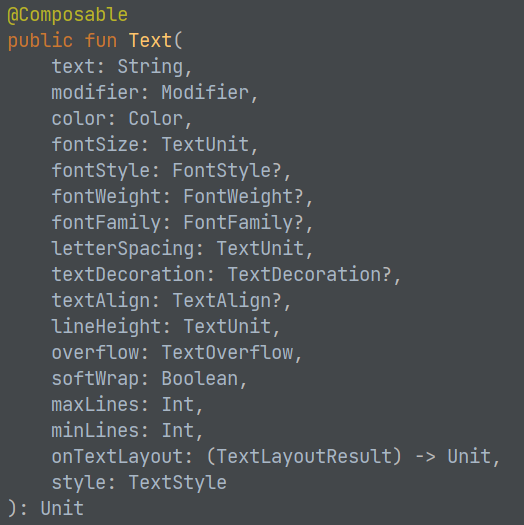 @Composable
public fun Text(
    text: String,
    modifier: Modifier,
    color: Color,
    fontSize: TextUnit,
    fontStyle: FontStyle?,
    fontWeight: FontWeight?,
    fontFamily: FontFamily?,
    letterSpacing: TextUnit,
    textDecoration: TextDecoration?,
    textAlign: TextAlign?,
    lineHeight: TextUnit,
    overflow: TextOverflow,
    softWrap: Boolean,
    maxLines: Int,
    minLines: Int,
    onTextLayout: (TextLayoutResult) -> Unit,
    style: TextStyle
): Unit